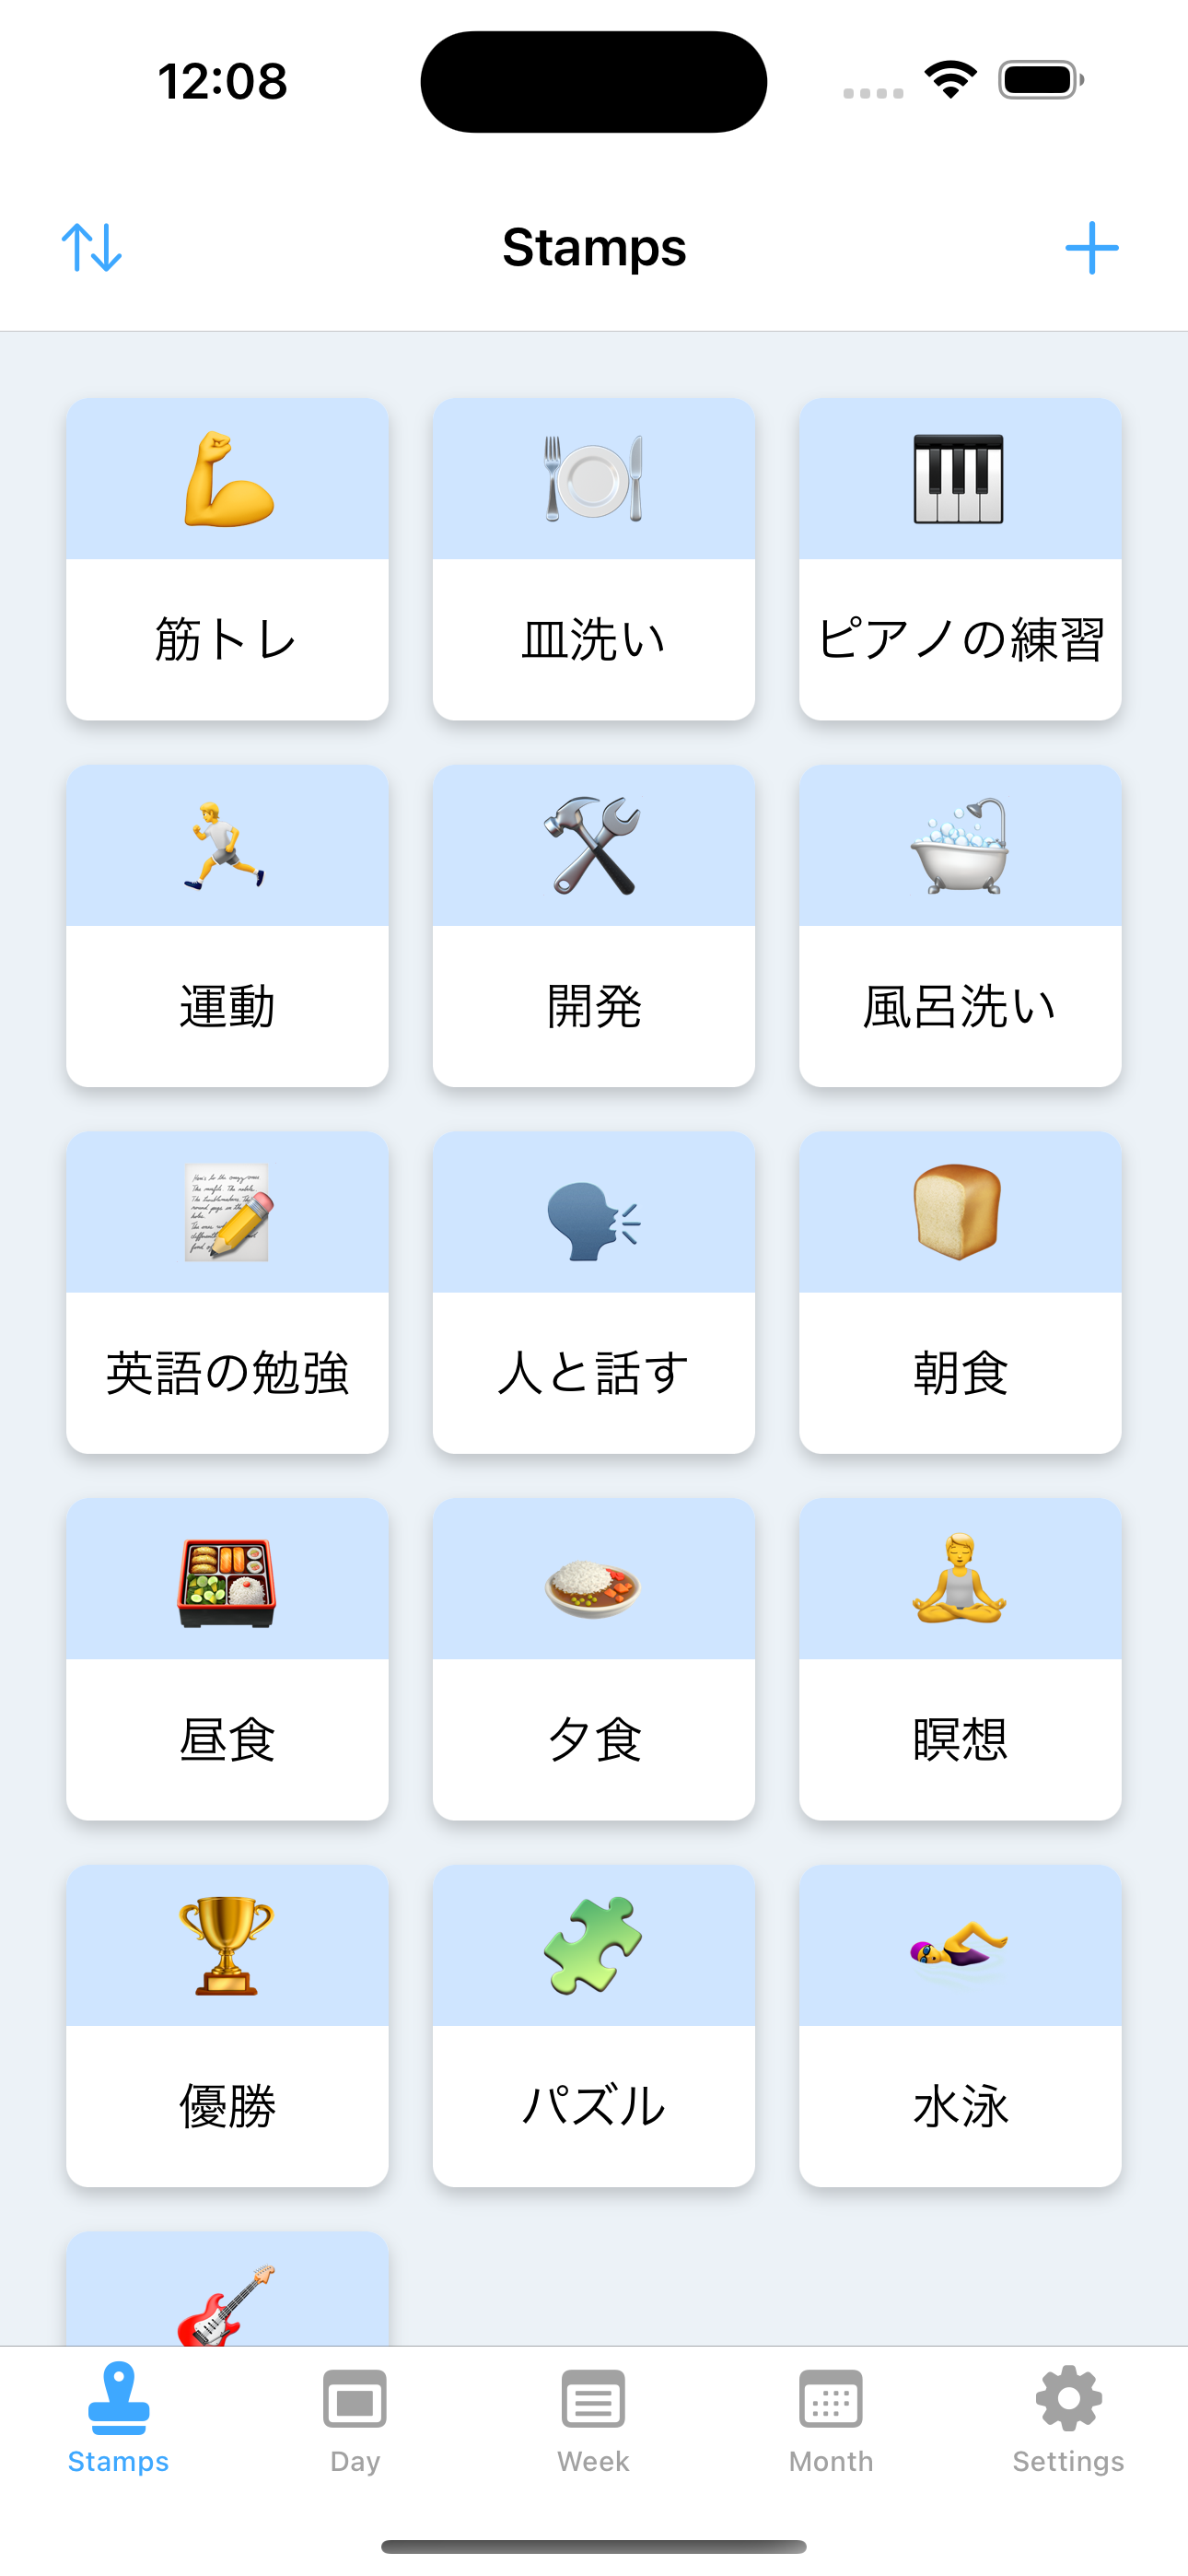 12:08
Stamps
筋トレ
皿洗い
ピアノの練習
運動
開発
風呂洗い
英語の勉強
人と話す
朝食
昼食
夕食
瞑想
優勝
パズル
水泳
Stamps
Day
Week
Month
Settings